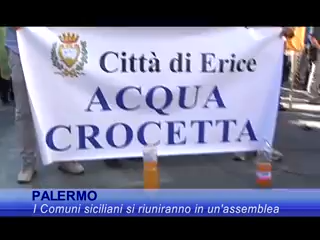 Città di Erice
ACQUA
CROCETTA
PALERMO
I Comuni siciliani si riuniranno in un'assemblea